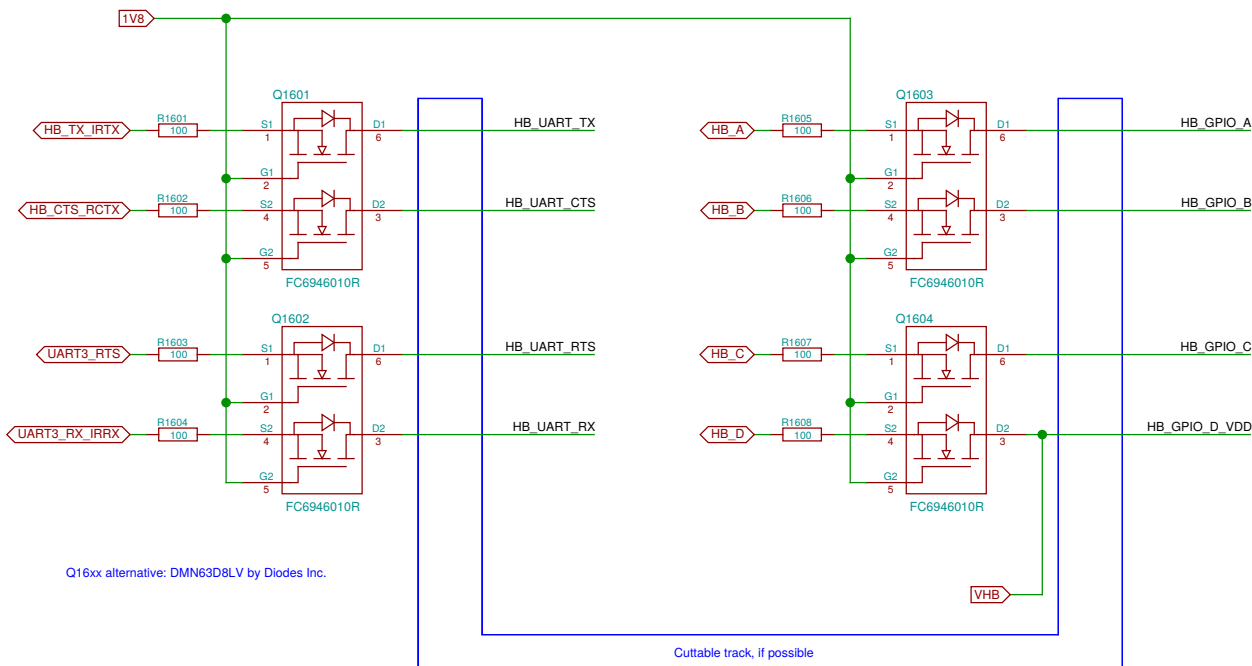 1V8
Q1601
Q1603
HB_TX_IRTX
R1601
100
S1
1
D1
6
HB_UART_TX
HB_A
R1605
100
S1
1
D1
6
HB_GPIO_A
G1
2
G1
2
HB_CTS_RCTX
R1602
100
S2
4
D2
3
HB_UART_CTS
HB_B
R1606
100
S2
4
D2
3
HB_GPIO_B
G2
5
G2
5
FC6946010R
FC6946010R
Q1602
Q1604
UART3_RTS
R1603
100
S1
1
D1
6
HB_UART_RTS
HB_C
R1607
100
S1
1
D1
6
HB_GPIO_C
G1
2
G1
2
UART3_RX_IRRX
R1604
100
S2
4
D2
3
HB_UART_RX
HB_D
R1608
100
S2
4
D2
3
HB_GPIO_D_VDD
G2
5
G2
5
FC6946010R
FC6946010R
Q16xx alternative: DMN63D8LV by Diodes Inc.
VHB
Cuttable track, if possible